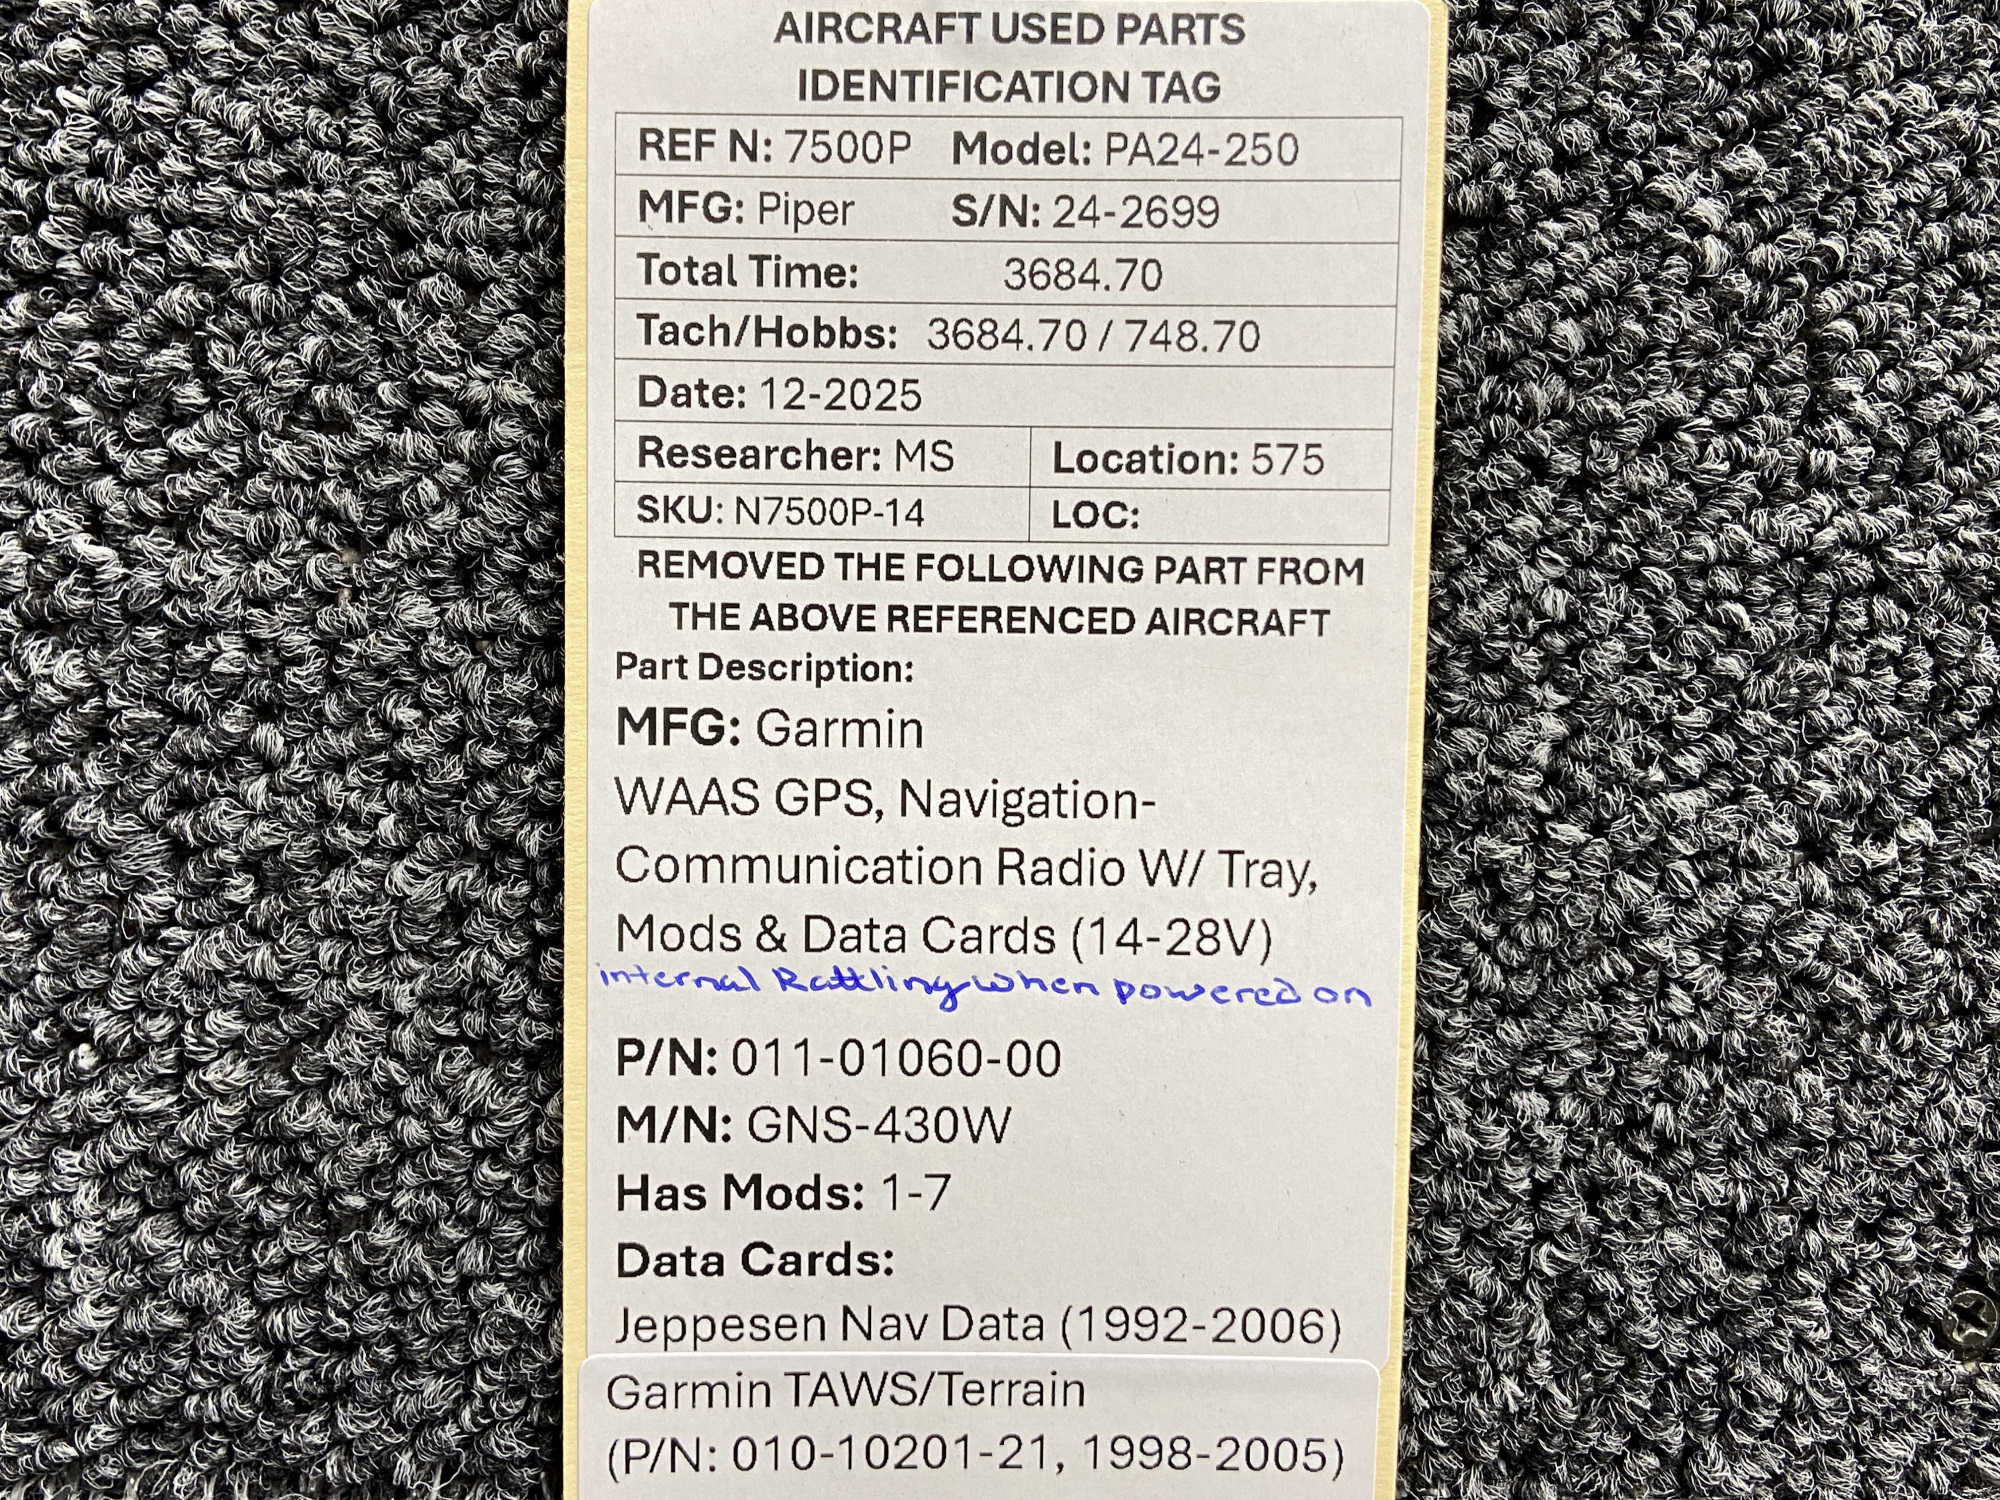 AIRCRAFT USED PARTS
IDENTIFICATION TAG
REF N: 7500P Model: PA24-250
MFG: Piper S/N: 24-2699
Total Time: 3684.70
Tach/Hobbs: 3684.70 / 748.70
Date: 12-2025
Researcher: MS Location: 575
SKU: N7500P-14 LOC:
REMOVED THE FOLLOWING PART FROM
THE ABOVE REFERENCED AIRCRAFT
Part Description:
MFG: Garmin
WAAS GPS, Navigation-
Communication Radio W/ Tray,
Mods & Data Cards (14-28V)
internal Rattling when powered on
P/N: 011-01060-00
M/N: GNS-430W
Has Mods: 1-7
Data Cards:
Jeppesen Nav Data (1992-2006)
Garmin TAWS/Terrain
(P/N: 010-10201-21, 1998-2005)